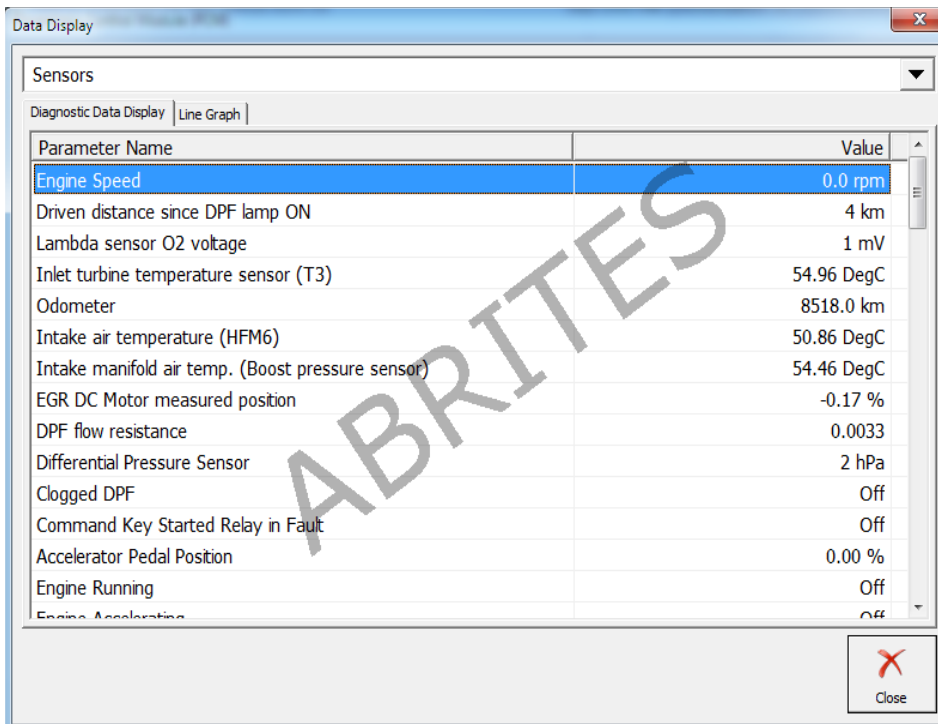 Data Display
Sensors
Diagnostic Data Display Line Graph
Parameter Name Value
Engine Speed 0.0 rpm
Driven distance since DPF lamp ON 4 km
Lambda sensor O2 voltage 1 mV
Inlet turbine temperature sensor (T3) 54.96 DegC
Odometer 8518.0 km
Intake air temperature (HFM6) 50.86 DegC
Intake manifold air temp. (Boost pressure sensor) 54.46 DegC
EGR DC Motor measured position -0.17 %
DPF flow resistance 0.0033
Differential Pressure Sensor 2 hPa
Clogged DPF Off
Command Key Started Relay in Fault Off
Accelerator Pedal Position 0.00 %
Engine Running Off
Engine Accelerating Off
ABRITES
Close